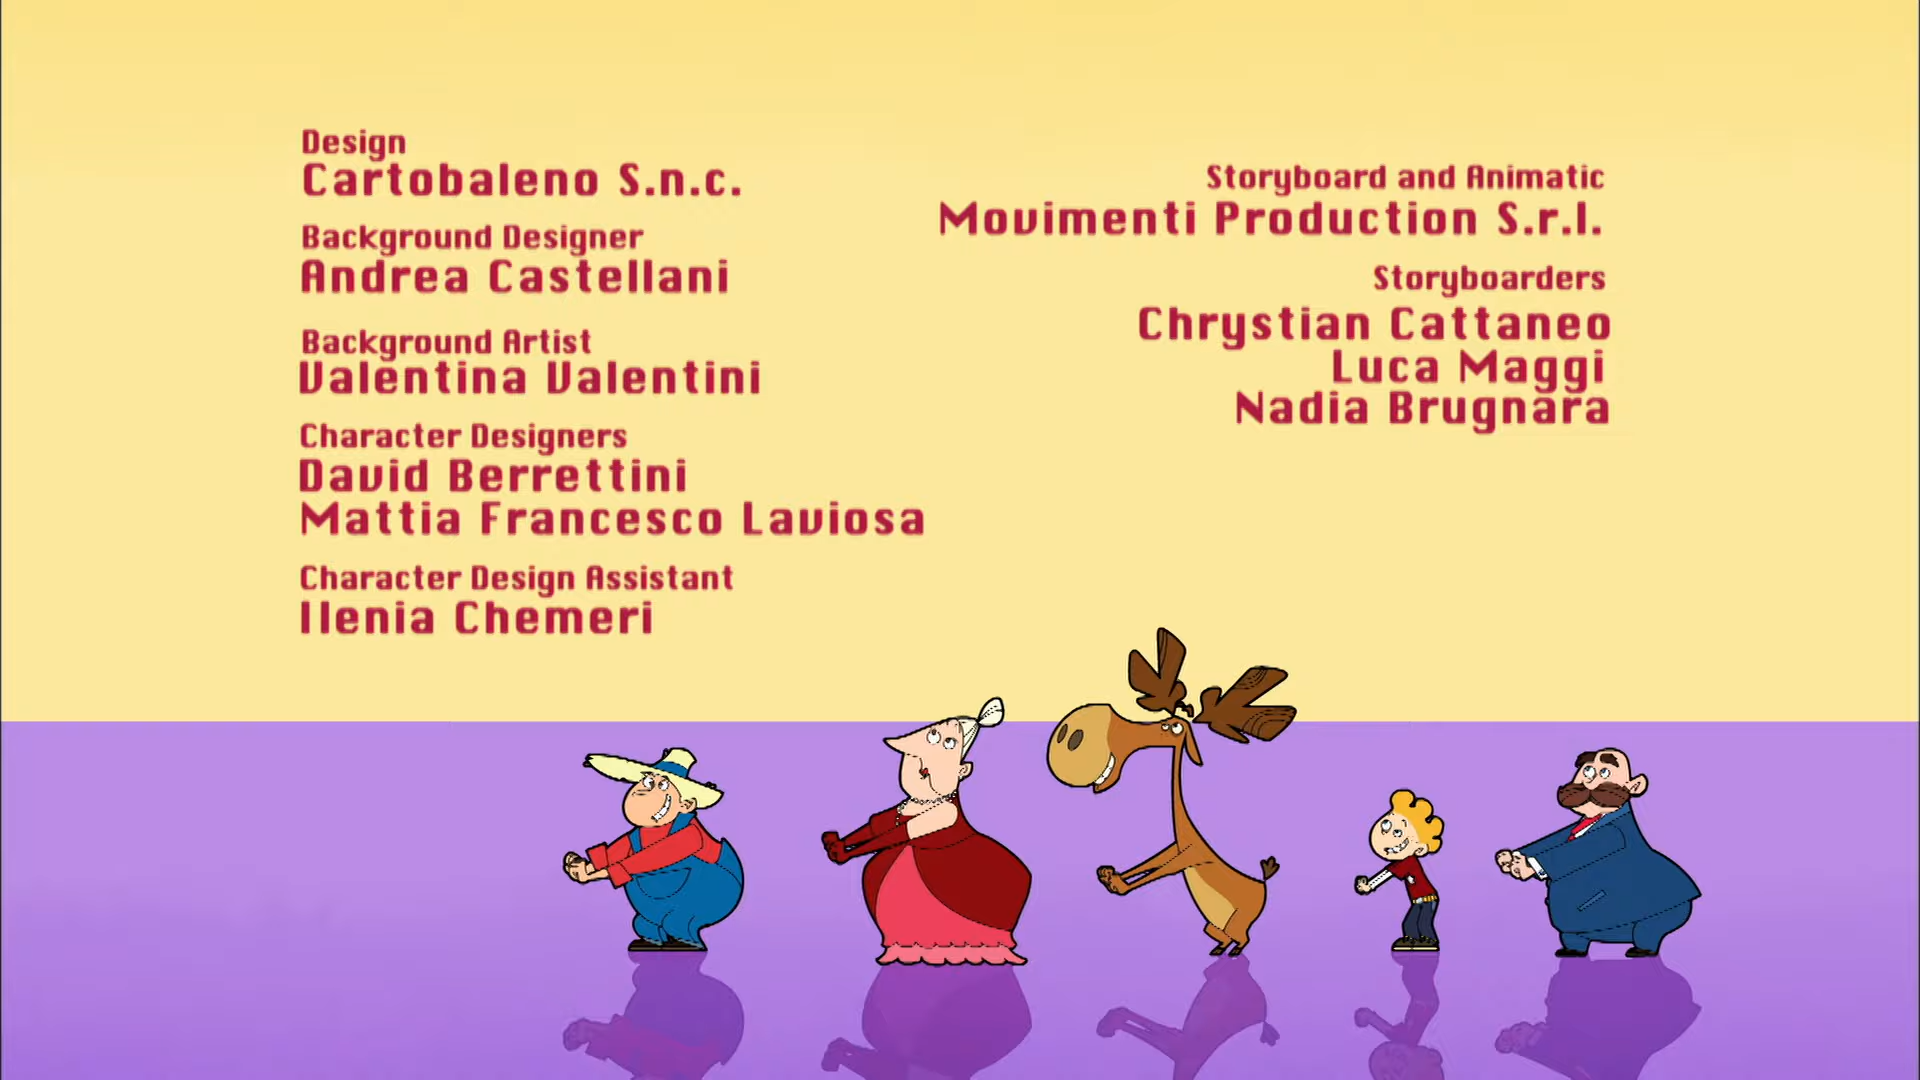 Design
Cartobaleno S.n.c.
Background Designer
Andrea Castellani
Background Artist
Valentina Valentini
Character Designers
David Berrettini
Mattia Francesco Laviosa
Character Design Assistant
Ilenia Chemeri
Storyboard and Animatic
Movimenti Production S.r.l.
Storyboarders
Chrystian Cattaneo
Luca Maggi
Nadia Brugnara